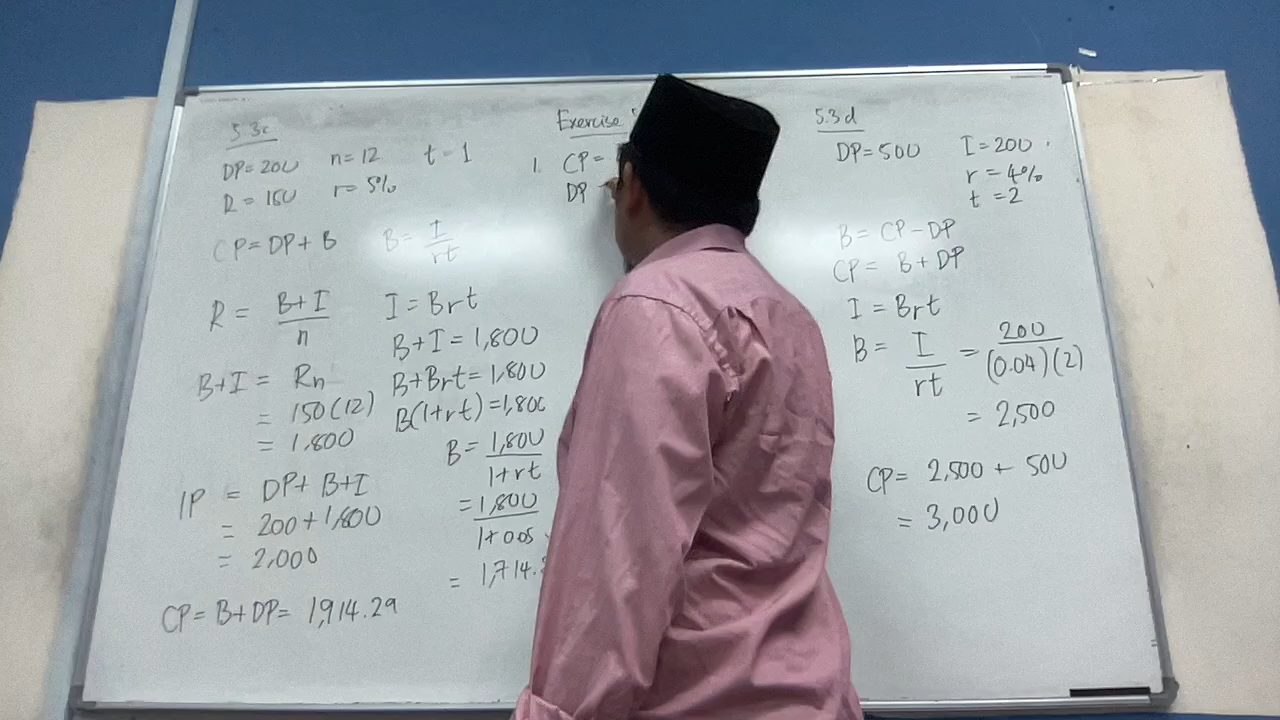 5.3c
DP=200 n=12 t=1
R=150 r=5%
CP=DP+B B=I/rt
R = B+I/n I=Brt
B+I = 1,800
B+I = Rn
= 150(12)
= 1,800
B+Brt=1,800
B(1+rt)=1,800
B=1,800/1+rt
=1,800/1+0.05
= 1,714.
IP = DP+B+I
= 200+1,800
= 2,000
CP=B+DP= 1,914.29
Exercise
1. CP=
DP
5.3d
DP=500 I=200
r=4%
t=2
B= CP-DP
CP= B+DP
I=Brt
B= I/rt = 200/(0.04)(2)
= 2,500
CP= 2,500 + 500
= 3,000